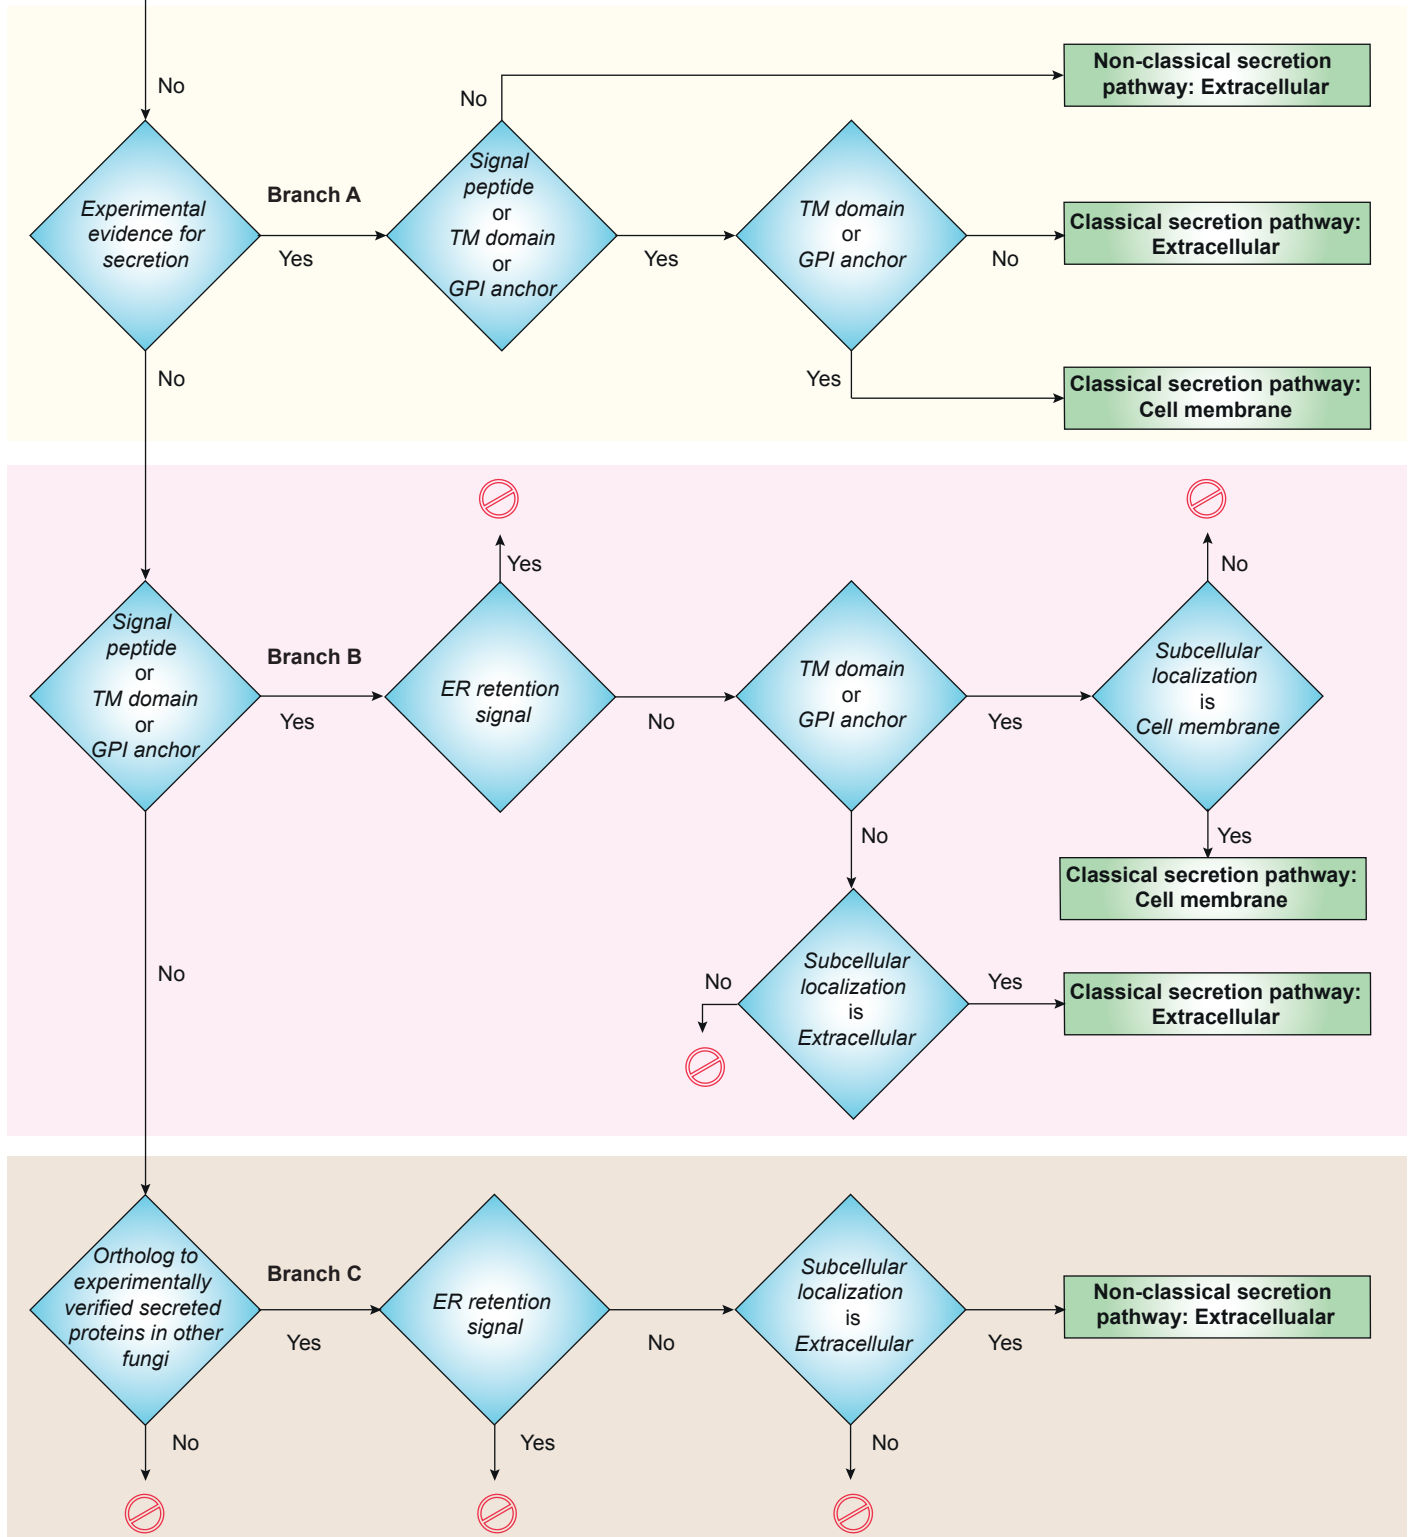 No
Experimental
evidence for
secretion
Branch A
Yes
No
Signal
peptide
or
TM domain
or
GPI anchor
No
Yes
TM domain
or
GPI anchor
No
Yes
Non-classical secretion
pathway: Extracellular
Classical secretion pathway:
Extracellular
Classical secretion pathway:
Cell membrane
Signal
peptide
or
TM domain
or
GPI anchor
Branch B
Yes
No
ER retention
signal
Yes
No
TM domain
or
GPI anchor
Yes
No
Subcellular
localization
is
Cell membrane
No
Yes
Classical secretion pathway:
Cell membrane
Subcellular
localization
is
Extracellular
No
Yes
Classical secretion pathway:
Extracellular
Ortholog to
experimentally
verified secreted
proteins in other
fungi
Branch C
Yes
No
ER retention
signal
No
Yes
Subcellular
localization
is
Extracellular
Yes
No
Non-classical secretion
pathway: Extracellualar